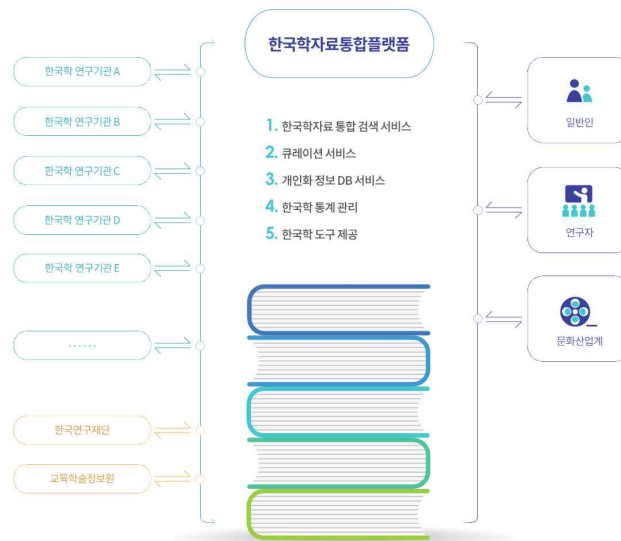 한국학자료통합플랫폼
한국학 연구기관 A
한국학 연구기관 B
한국학 연구기관 C
한국학 연구기관 D
한국학 연구기관 E
······
한국연구재단
교육학술정보원
1. 한국학자료 통합 검색 서비스
2. 큐레이션 서비스
3. 개인화 정보 DB 서비스
4. 한국학 통계 관리
5. 한국학 도구 제공
일반인
연구자
문화산업계